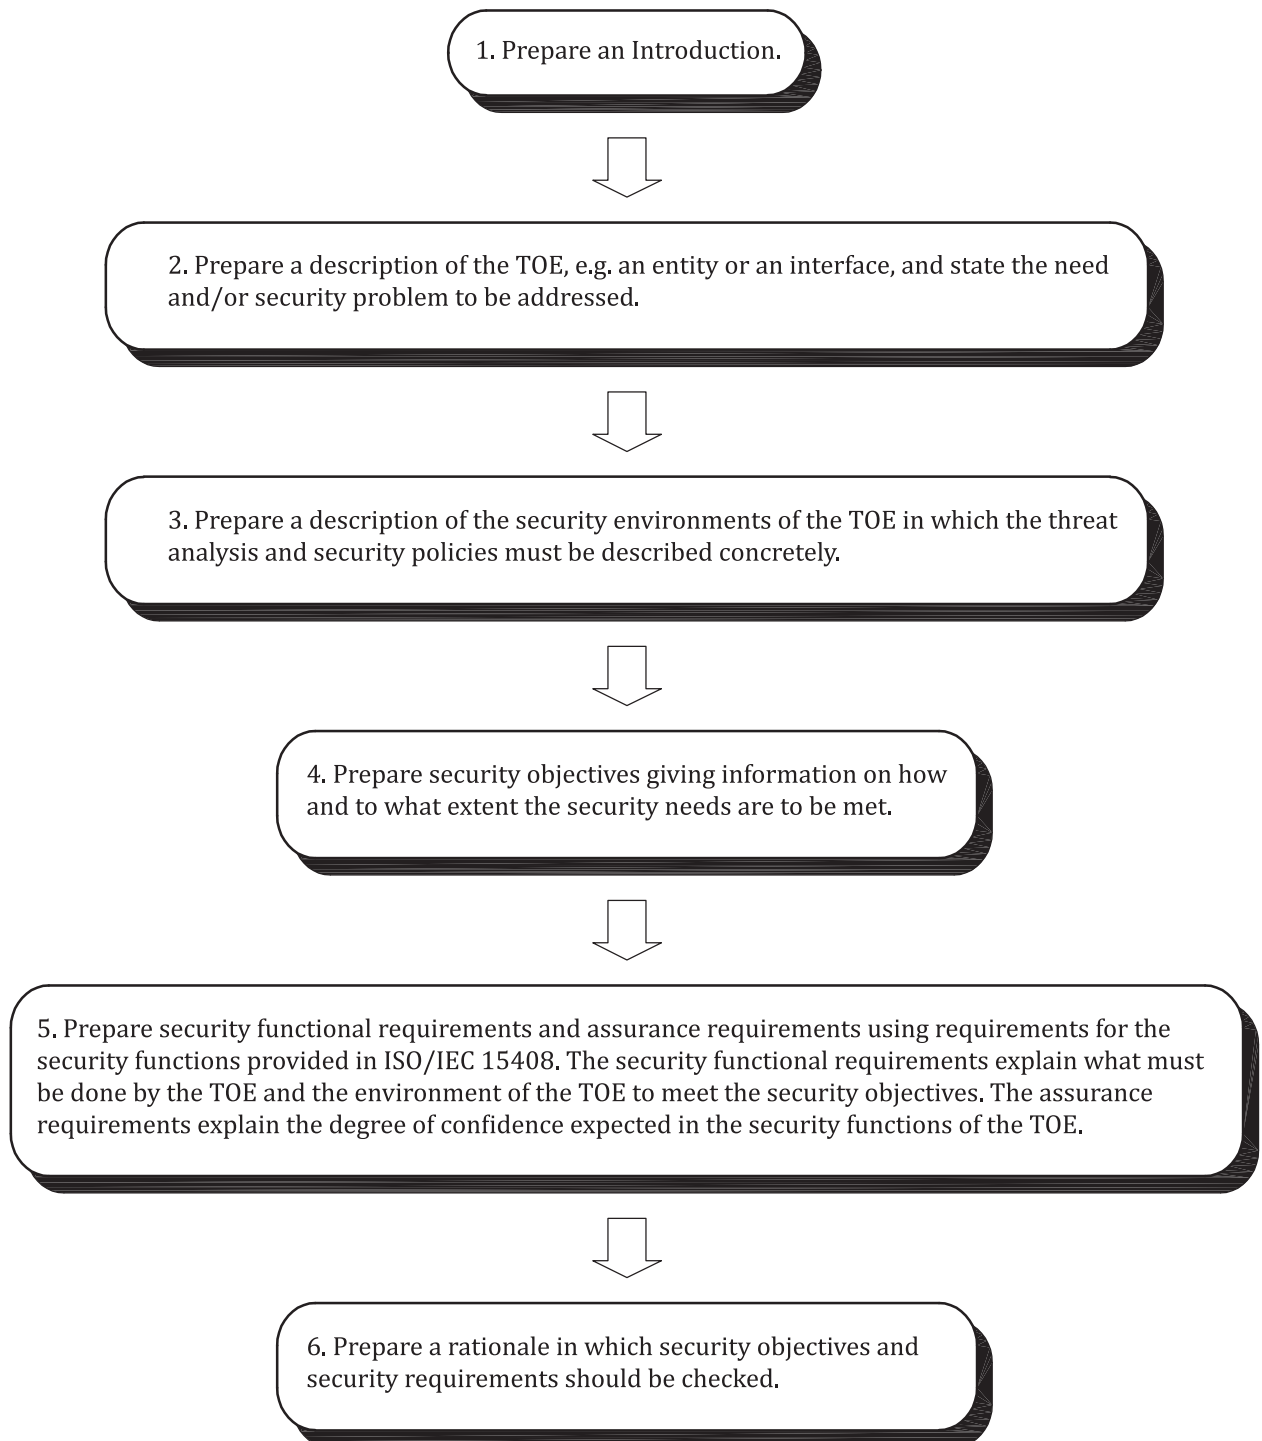 1. Prepare an Introduction.
2. Prepare a description of the TOE, e.g. an entity or an interface, and state the need
and/or security problem to be addressed.
3. Prepare a description of the security environments of the TOE in which the threat
analysis and security policies must be described concretely.
4. Prepare security objectives giving information on how
and to what extent the security needs are to be met.
5. Prepare security functional requirements and assurance requirements using requirements for the
security functions provided in ISO/IEC 15408. The security functional requirements explain what must
be done by the TOE and the environment of the TOE to meet the security objectives. The assurance
requirements explain the degree of confidence expected in the security functions of the TOE.
6. Prepare a rationale in which security objectives and
security requirements should be checked.